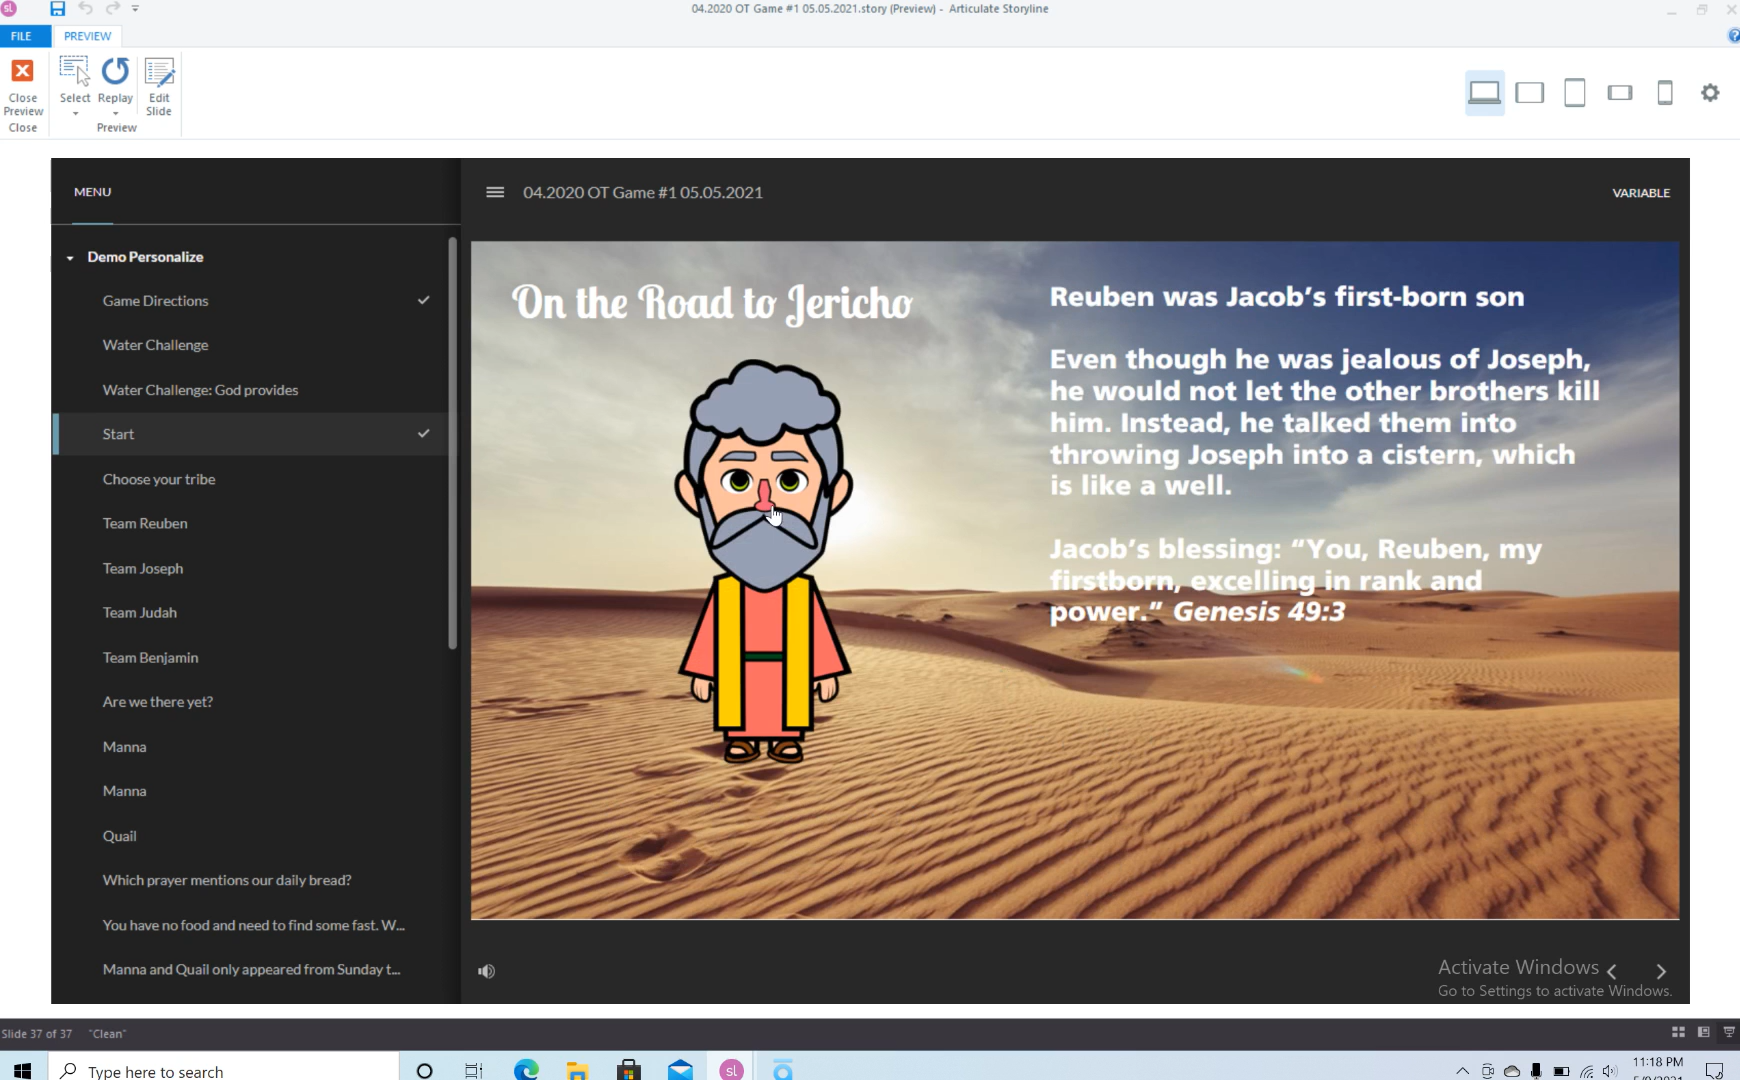 sl
04.2020 OT Game #1 05.05.2021.story (Preview) - Articulate Storyline
FILE
PREVIEW
?
Close
Preview
Select
Replay
Edit
Slide
Close
Preview
MENU
04.2020 OT Game #1 05.05.2021
VARIABLE
Demo Personalize
Game Directions
Water Challenge
Water Challenge: God provides
Start
Choose your tribe
Team Reuben
Team Joseph
Team Judah
Team Benjamin
Are we there yet?
Manna
Manna
Quail
Which prayer mentions our daily bread?
You have no food and need to find some fast. W...
Manna and Quail only appeared from Sunday t...
On the Road to Jericho
Reuben was Jacob's first-born son
Even though he was jealous of Joseph,
he would not let the other brothers kill
him. Instead, he talked them into
throwing Joseph into a cistern, which
is like a well.
Jacob's blessing: "You, Reuben, my
firstborn, excelling in rank and
power." Genesis 49:3
Activate Windows
Go to Settings to activate Windows.
Slide 37 of 37
"Clean"
Type here to search
sl
11:18 PM